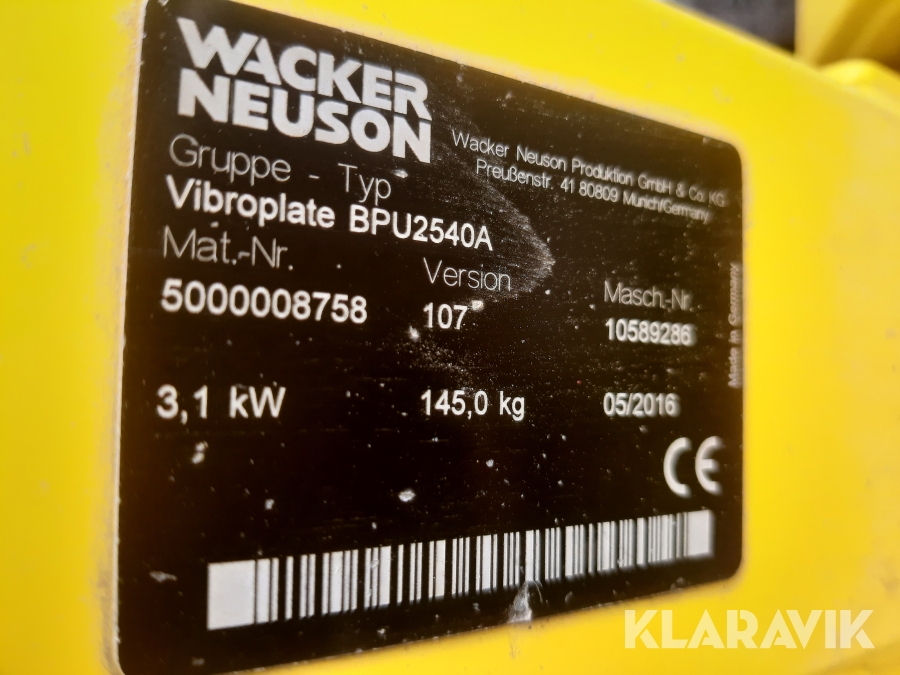 WACKER
NEUSON
Wacker Neuson Produktion GmbH & Co. KG
Preußenstr. 41 80809 Munich/Germany
Gruppe - Typ
Vibroplate BPU2540A
Mat.-Nr.
Version
Masch.-Nr.
5000008758
107
10589286
3,1 kW
145,0 kg
05/2016
Made in Germany
CE
KLARAVIK